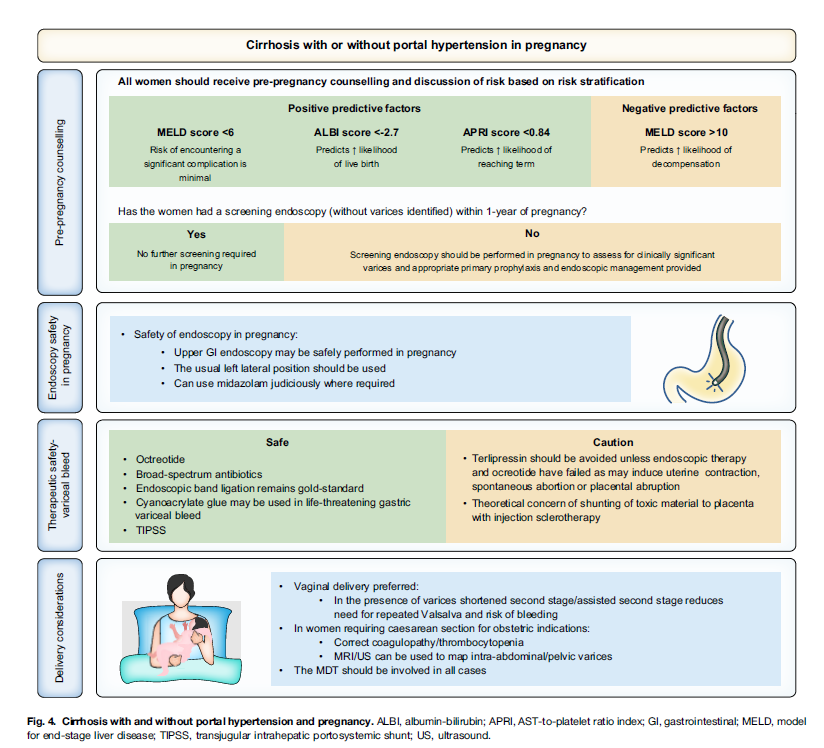 Cirrhosis with or without portal hypertension in pregnancy
Pre-pregnancy counselling
All women should receive pre-pregnancy counselling and discussion of risk based on risk stratification
Positive predictive factors
MELD score <6
Risk of encountering a
significant complication is
minimal
ALBI score <-2.7
Predicts ↑ likelihood
of live birth
APRI score <0.84
Predicts ↑ likelihood of
reaching term
Negative predictive factors
MELD score >10
Predicts ↑ likelihood of
decompensation
Has the women had a screening endoscopy (without varices identified) within 1-year of pregnancy?
Yes
No further screening required
in pregnancy
No
Screening endoscopy should be performed in pregnancy to assess for clinically significant
varices and appropriate primary prophylaxis and endoscopic management provided
Endoscopy safety
in pregnancy
• Safety of endoscopy in pregnancy:
• Upper GI endoscopy may be safely performed in pregnancy
• The usual left lateral position should be used
• Can use midazolam judiciously where required
Therapeutic safety-
variceal bleed
Safe
• Octreotide
• Broad-spectrum antibiotics
• Endoscopic band ligation remains gold-standard
• Cyanoacrylate glue may be used in life-threatening gastric
variceal bleed
• TIPSS
Caution
• Terlipressin should be avoided unless endoscopic therapy
and ocreotide have failed as may induce uterine contraction,
spontaneous abortion or placental abruption
• Theoretical concern of shunting of toxic material to placenta
with injection sclerotherapy
Delivery considerations
• Vaginal delivery preferred:
• In the presence of varices shortened second stage/assisted second stage reduces
need for repeated Valsalva and risk of bleeding
• In women requiring caesarean section for obstetric indications:
• Correct coagulopathy/thrombocytopenia
• MRI/US can be used to map intra-abdominal/pelvic varices
• The MDT should be involved in all cases
Fig. 4. Cirrhosis with and without portal hypertension and pregnancy. ALBI, albumin-bilirubin; APRI, AST-to-platelet ratio index; GI, gastrointestinal; MELD, model
for end-stage liver disease; TIPSS, transjugular intrahepatic portosystemic shunt; US, ultrasound.